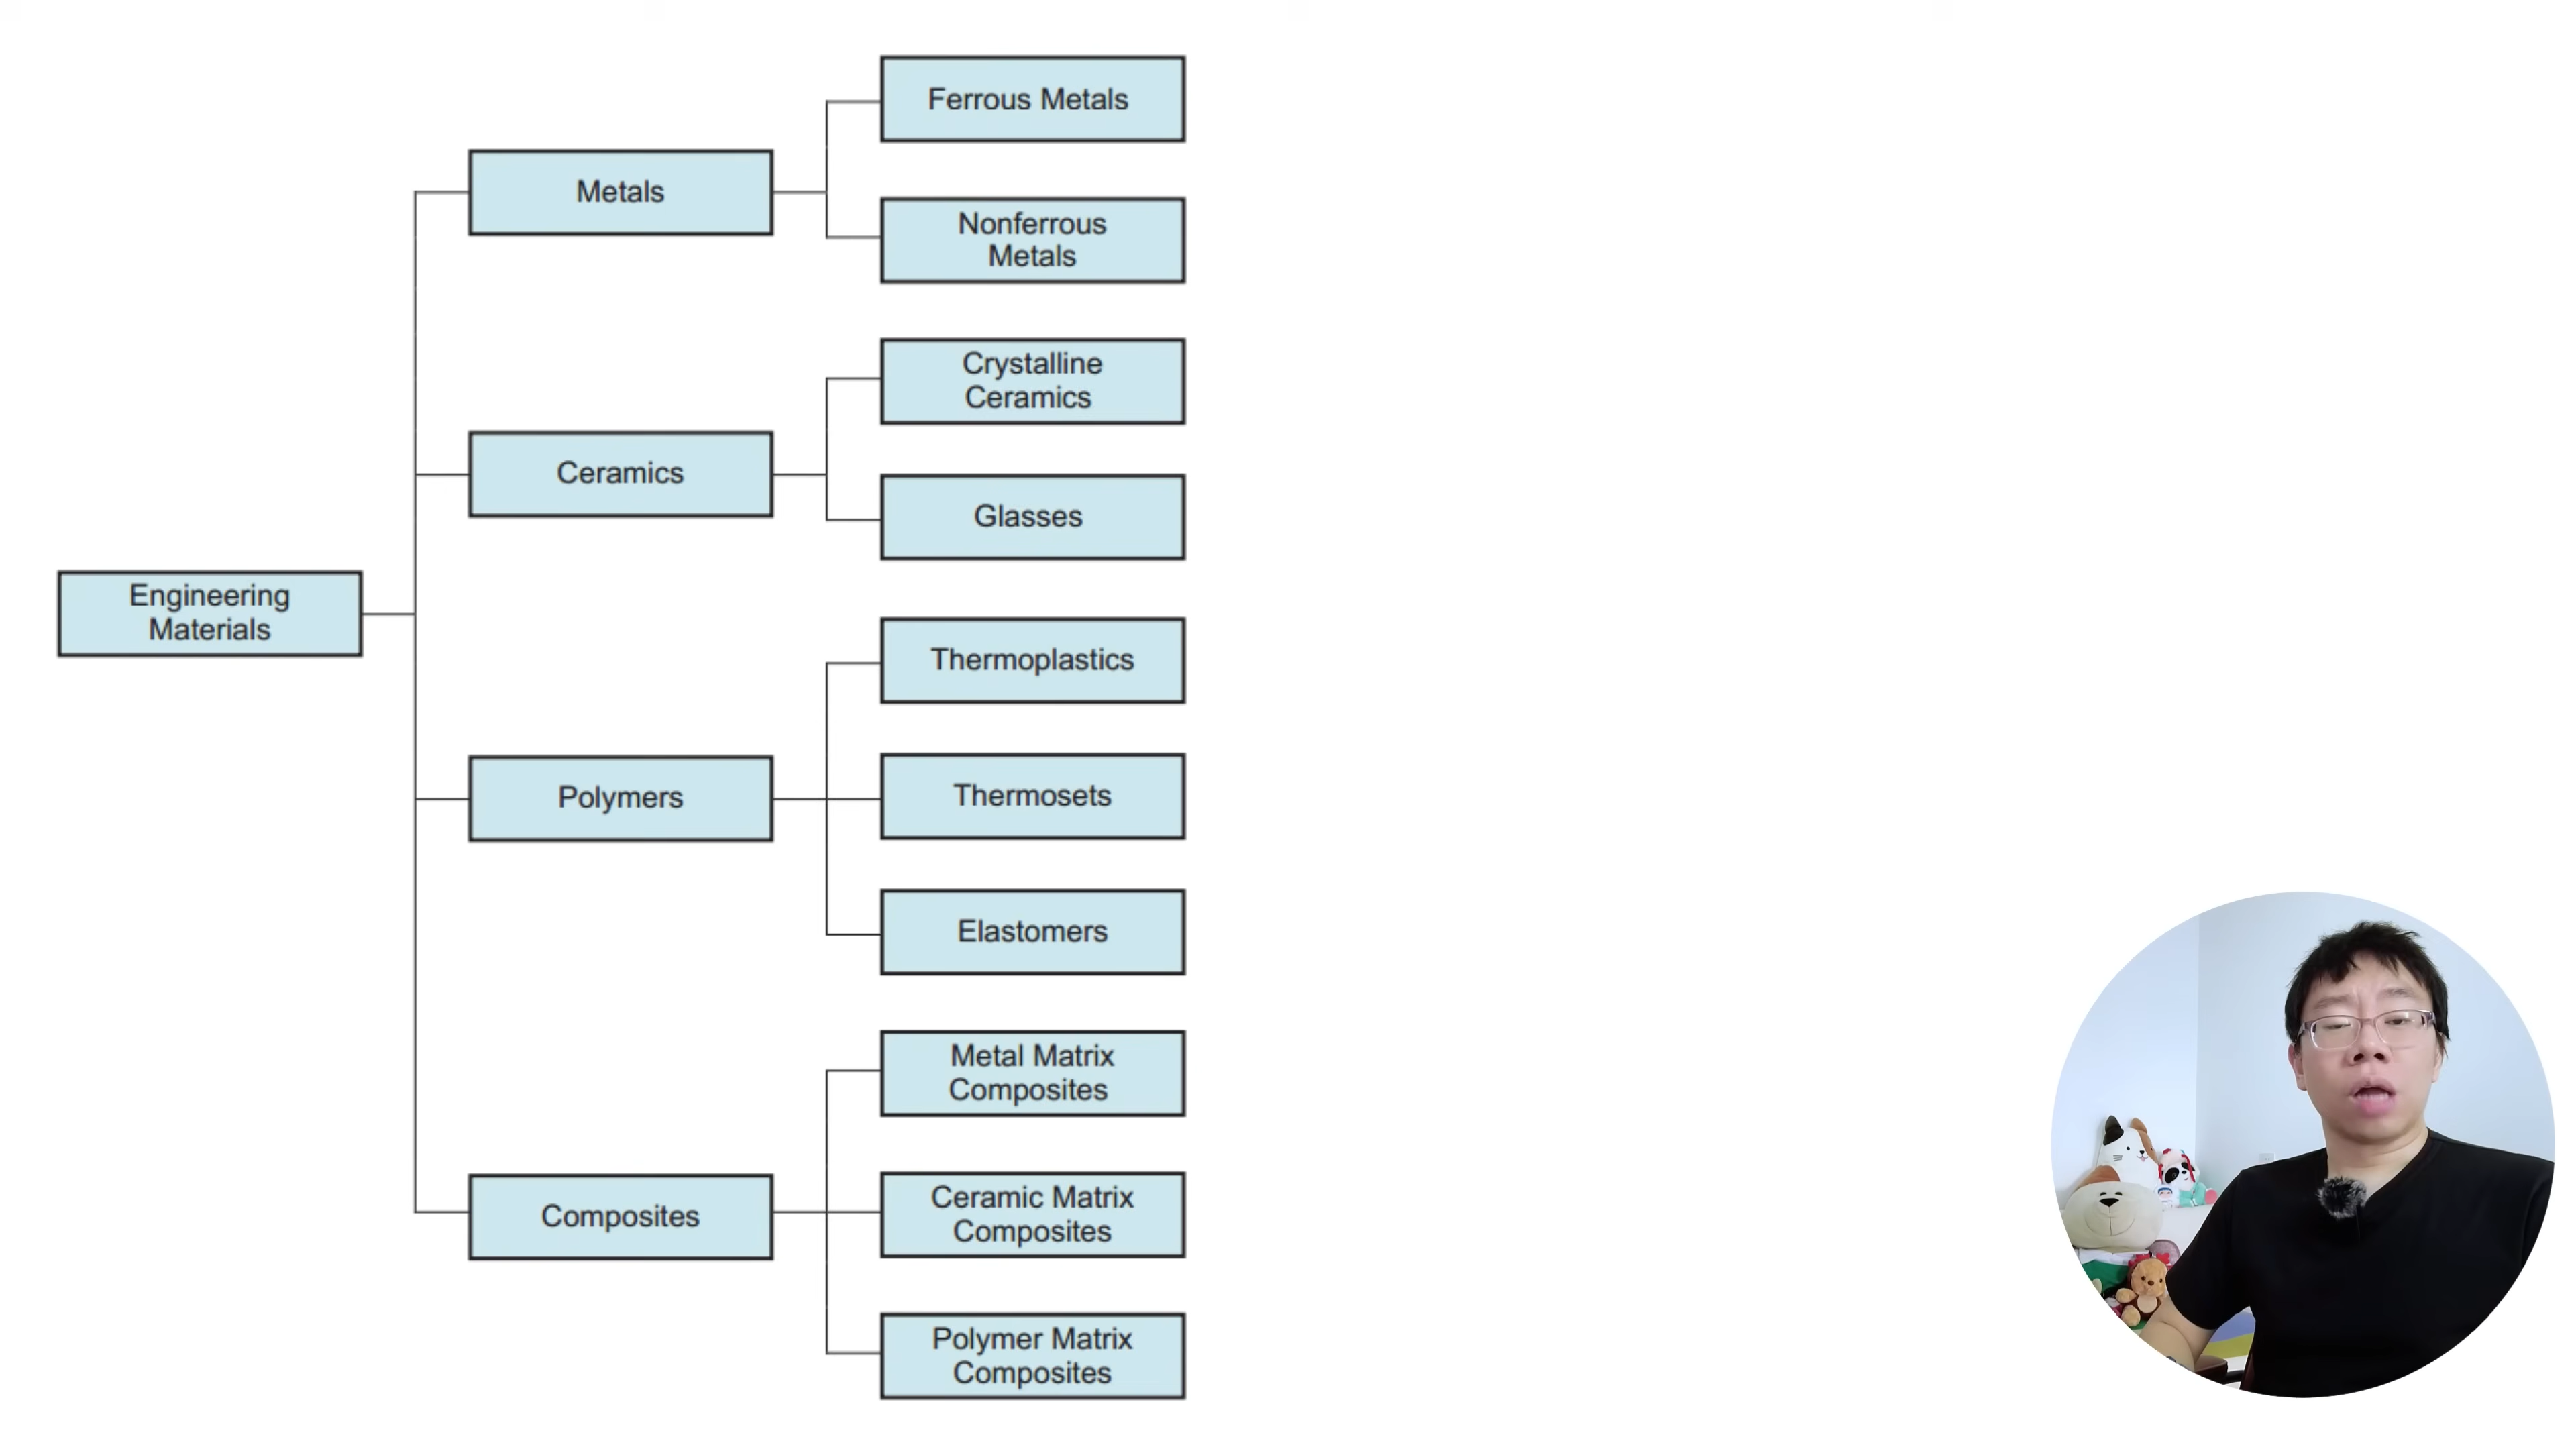 Ferrous Metals
Metals
Nonferrous
Metals
Crystalline
Ceramics
Ceramics
Glasses
Engineering
Materials
Thermoplastics
Polymers
Thermosets
Elastomers
Metal Matrix
Composites
Composites
Ceramic Matrix
Composites
Polymer Matrix
Composites